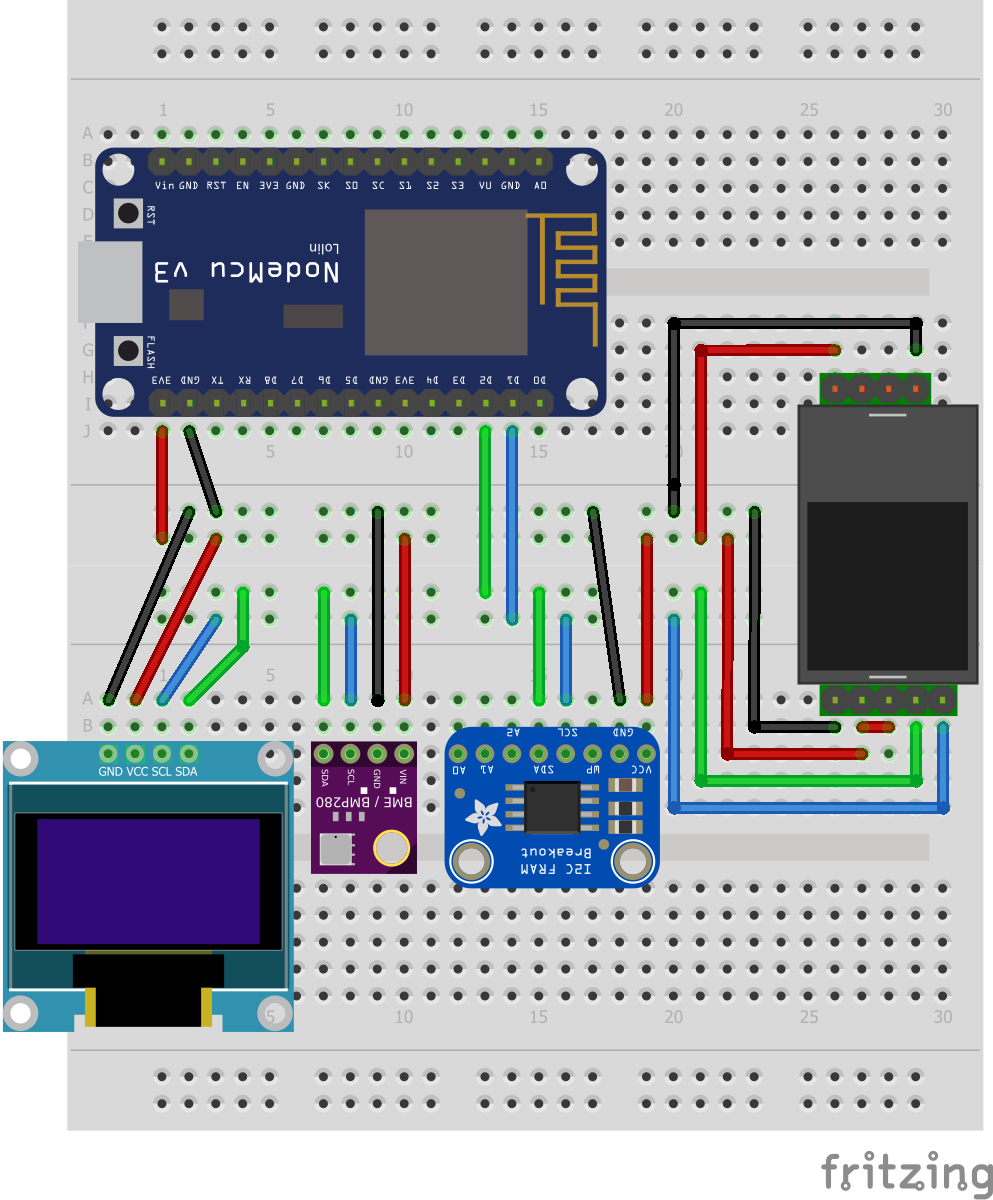 1 5 10 15 20 25 30
A
B
C
D
Vin GND RST EN 3V3 GND SK SO SC S1 S2 S3 VU GND A0
RST
Lolin
NodeMcu v3
FLASH
G
H
I
J
3V3 GND TX RX D8 D7 D6 D5 GND 3V3 D4 D3 D2 D1 D0
5 10 15
5 10 15 20 25 30
A
B
GND VCC SCL SDA
SDA SCL GND VIN
BME / BMP280
A0 A1 A2 SDA SCL WP GND VCC
I2C FRAM
Breakout
5 10 15 20 25 30
fritzing